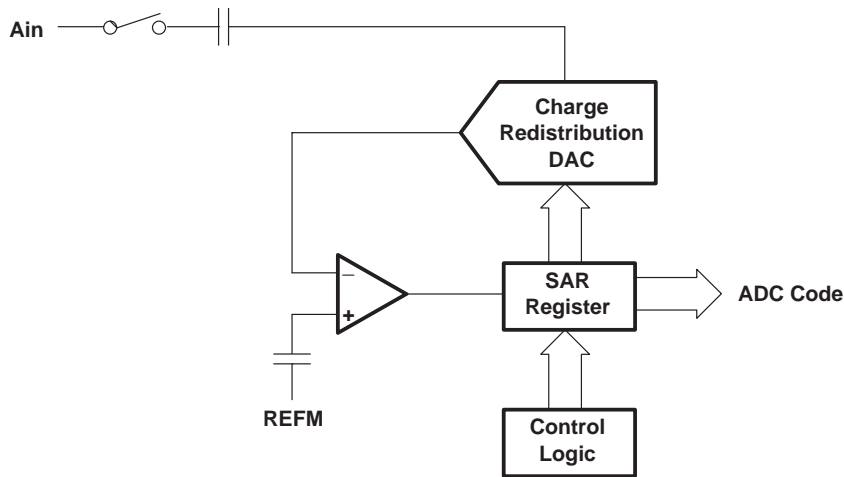 Ain
Charge
Redistribution
DAC
−
+
REFM
SAR
Register
ADC Code
Control
Logic